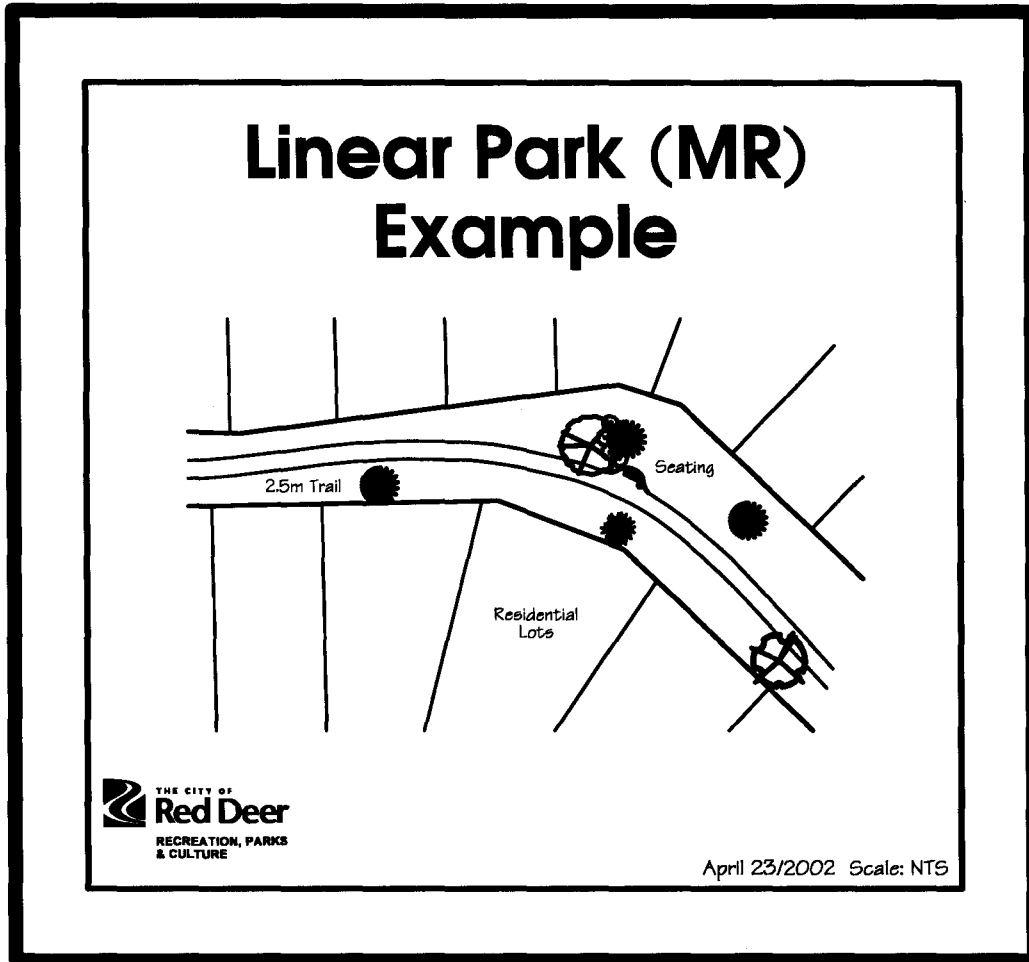 Linear Park (MR)
Example
Seating
2.5m Trail
Residential
Lots
THE CITY OF
Red Deer
RECREATION, PARKS
& CULTURE
April 23/2002 Scale: NTS